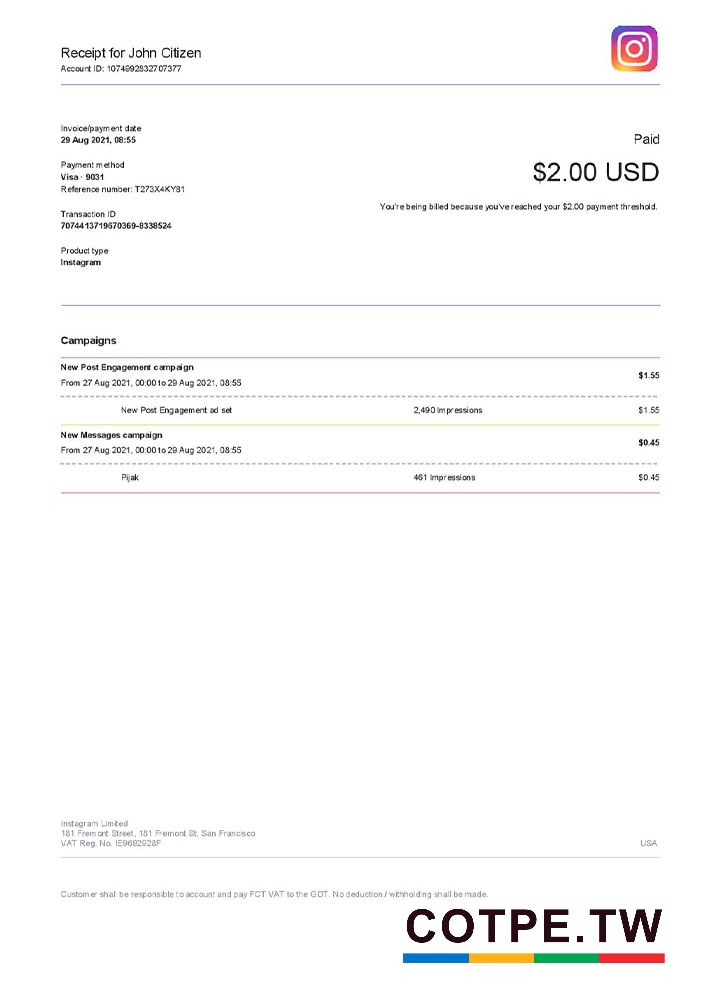 Receipt for John Citizen
Account ID: 1074992832707377
Invoice/payment date
29 Aug 2021, 08:55
Paid
Payment method
$2.00 USD
Visa · 9031
Reference number: T273X4KY81
You're being billed because you've reached your $2.00 payment threshold.
Transaction ID
7074413719670369-8338524
Product type
Instagram
Campaigns
New Post Engagement campaign
$1.55
From 27 Aug 2021, 00:00 to 29 Aug 2021, 08:55
New Post Engagement ad set 2,490 Impressions $1.55
New Messages campaign
$0.45
From 27 Aug 2021, 00:00 to 29 Aug 2021, 08:55
Pijak 461 Impressions $0.45
Instagram Limited
181 Fremont Street, 181 Fremont St, San Francisco
VAT Reg. No. IE9692928F USA
Customer shall be responsible to account and pay FCT VAT to the GDT. No deduction / withholding shall be made.
COTPE.TW